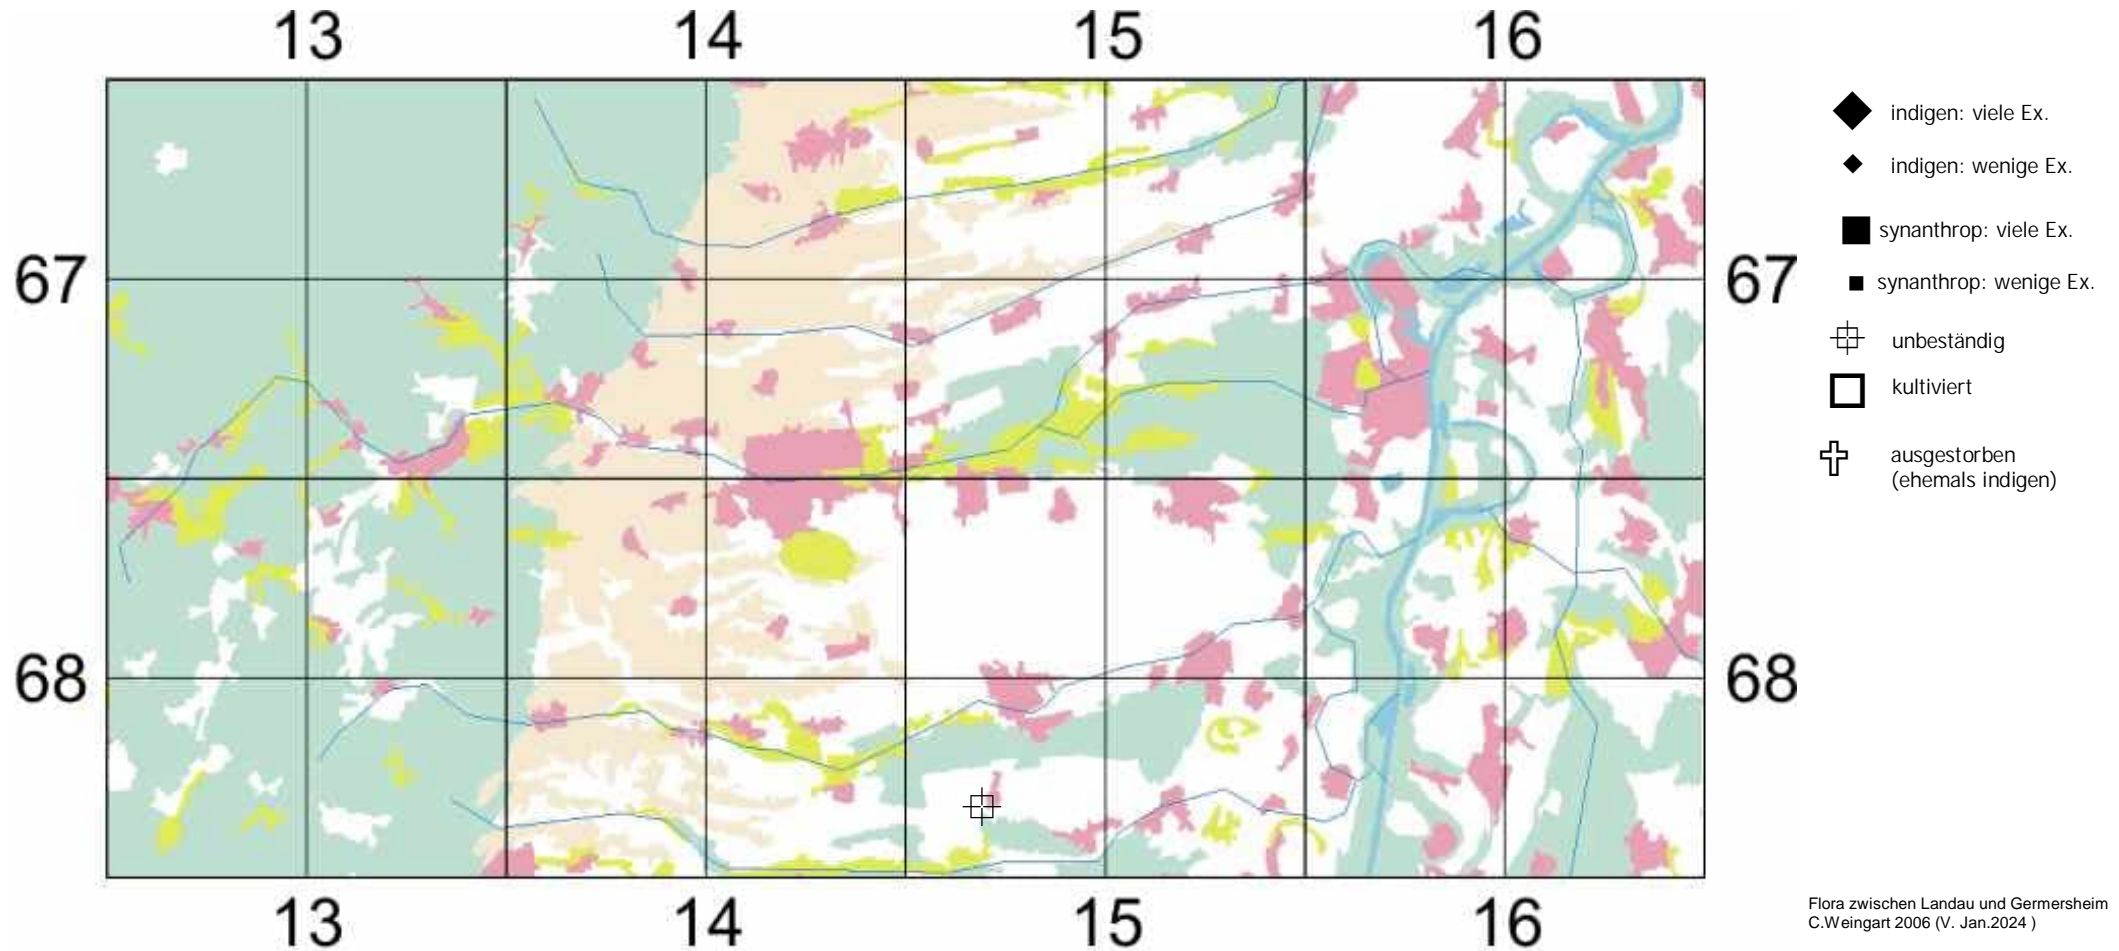 13 14 15 16
indigen: viele Ex.
indigen: wenige Ex.
synanthrop: viele Ex.
67 67
synanthrop: wenige Ex.
unbeständig
kultiviert
ausgestorben
(ehemals indigen)
68 68
13 14 15 16
Flora zwischen Landau und Germersheim
C.Weingart 2006 (V. Jan.2024 )